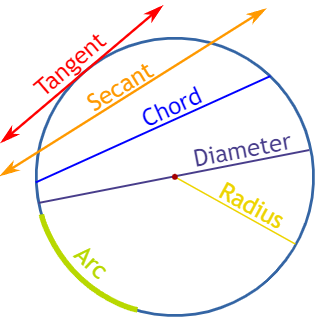 Tangent
Secant
Chord
Diameter
Radius
Arc